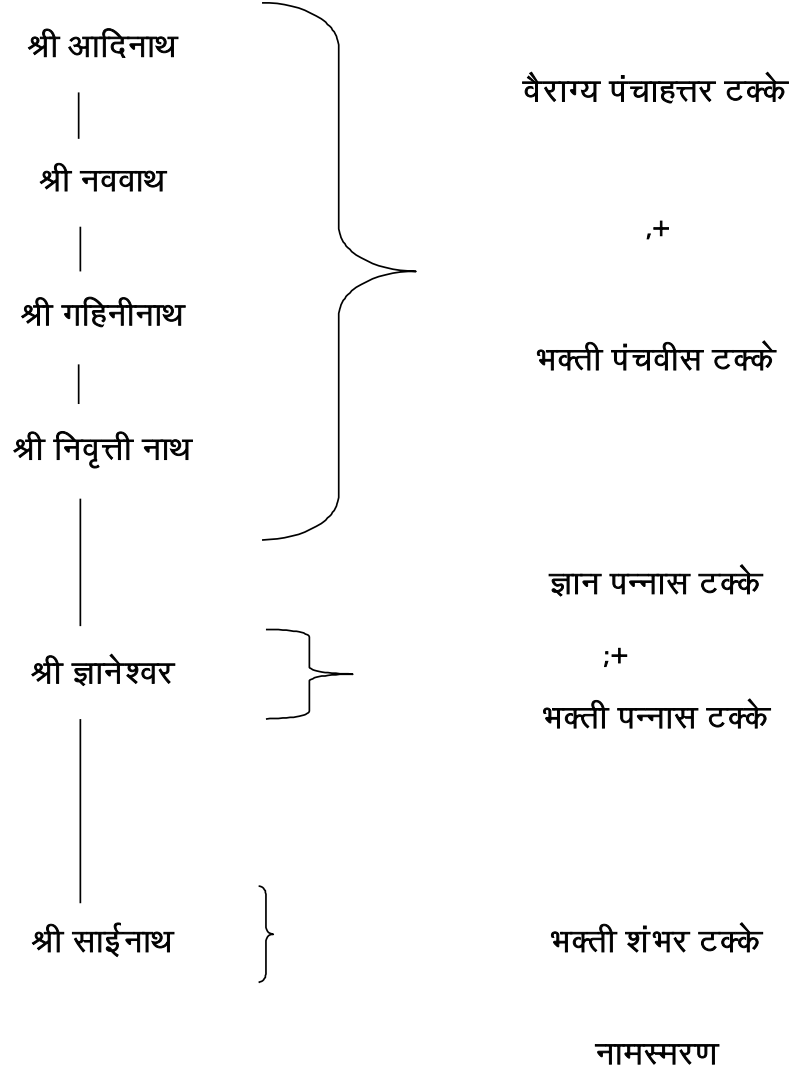 श्री आदिनाथ
वैराग्य पंचाहत्तर टक्के
श्री नववाथ
,+
श्री गहिनीनाथ
भक्ती पंचवीस टक्के
श्री निवृत्ती नाथ
ज्ञान पन्नास टक्के
;+
श्री ज्ञानेश्वर
भक्ती पन्नास टक्के
श्री साईनाथ
भक्ती शंभर टक्के
नामस्मरण